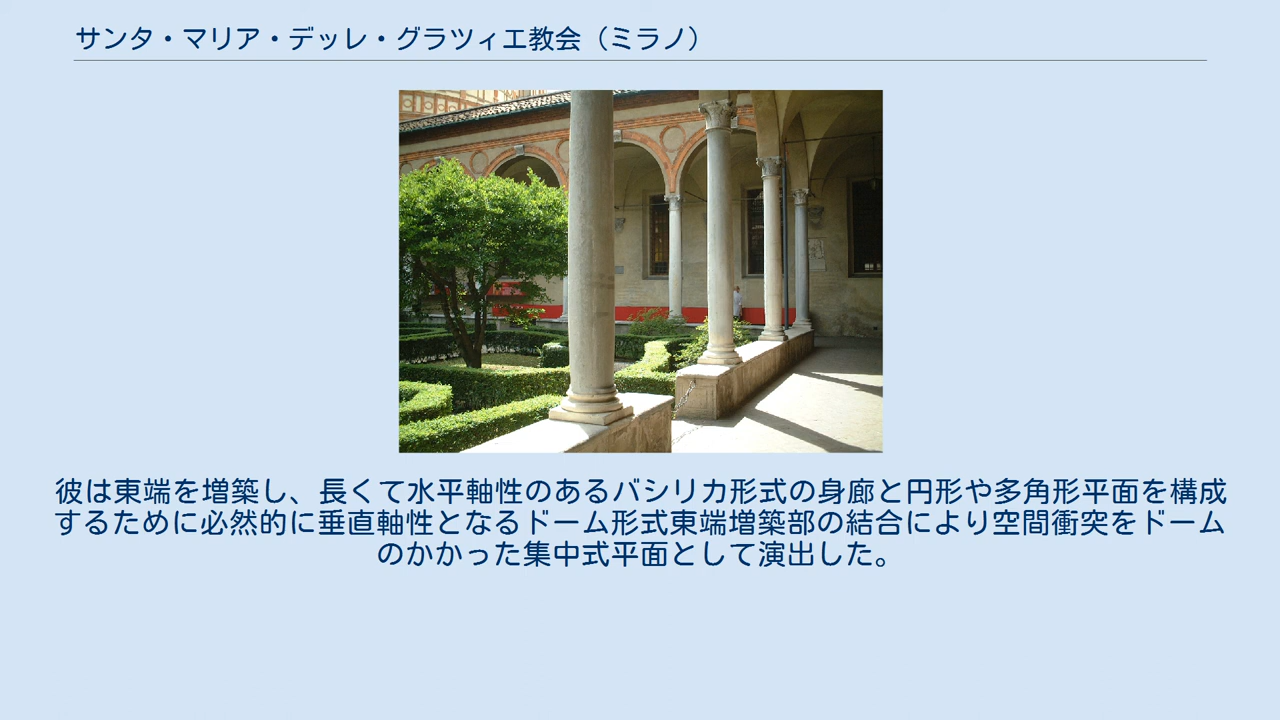 サンタ・マリア・デッレ・グラツィエ教会（ミラノ）
彼は東端を増築し、長くて水平軸性のあるバシリカ形式の身廊と円形や多角形平面を構成
するために必然的に垂直軸性となるドーム形式東端増築部の結合により空間衝突をドーム
のかかった集中式平面として演出した。